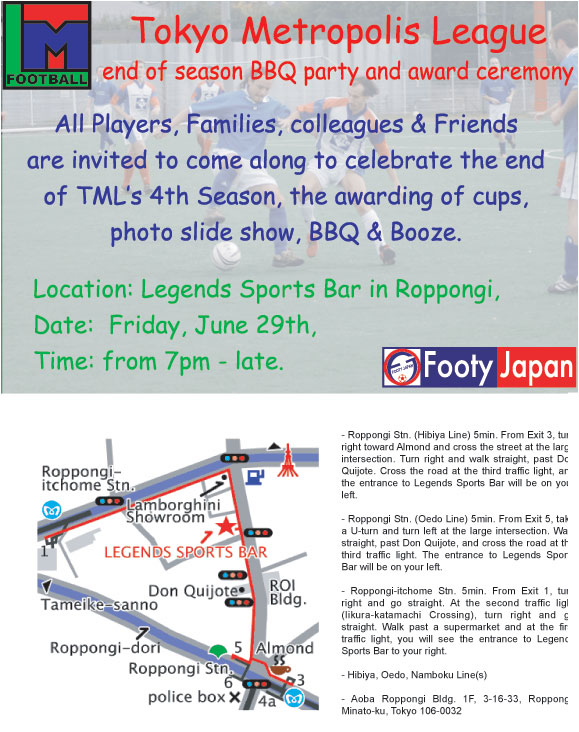 TML
FOOTBALL
Tokyo Metropolis League
end of season BBQ party and award ceremony
All Players, Families, colleagues & Friends
are invited to come along to celebrate the end
of TML's 4th Season, the awarding of cups,
photo slide show, BBQ & Booze.
Location: Legends Sports Bar in Roppongi,
Date: Friday, June 29th,
Time: from 7pm - late.
FOOTY JAPAN
Footy Japan
Roppongi-
itchome Stn.
1
Lamborghini
Showroom
LEGENDS SPORTS BAR
Don Quijote
ROI
Bldg.
Tameike-sanno
Roppongi-dori
5
Almond
Roppongi Stn.
3
6
4a
police box
- Roppongi Stn. (Hibiya Line) 5min. From Exit 3, tur
right toward Almond and cross the street at the larg
intersection. Turn right and walk straight, past Do
Quijote. Cross the road at the third traffic light, an
the entrance to Legends Sports Bar will be on you
left.
- Roppongi Stn. (Oedo Line) 5min. From Exit 5, tak
a U-turn and turn left at the large intersection. Wa
straight, past Don Quijote, and cross the road at th
third traffic light. The entrance to Legends Spor
Bar will be on your left.
- Roppongi-itchome Stn. 5min. From Exit 1, tur
right and go straight. At the second traffic ligh
(Iikura-katamachi Crossing), turn right and g
straight. Walk past a supermarket and at the fir
traffic light, you will see the entrance to Legend
Sports Bar to your right.
- Hibiya, Oedo, Namboku Line(s)
- Aoba Roppongi Bldg. 1F, 3-16-33, Roppong
Minato-ku, Tokyo 106-0032